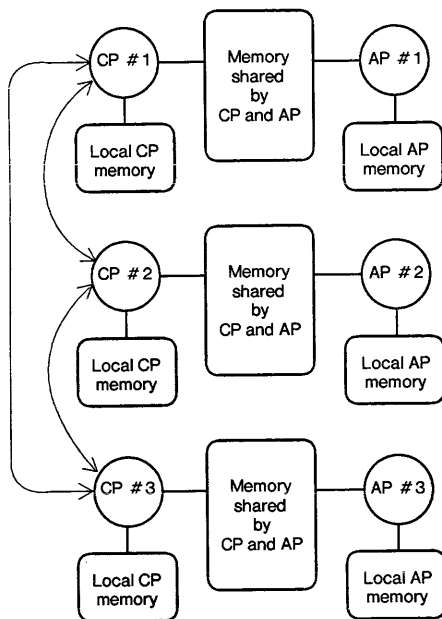 CP #1
Memory
shared
by
CP and AP
AP #1
Local CP
memory
Local AP
memory
CP #2
Memory
shared
by
CP and AP
AP #2
Local CP
memory
Local AP
memory
CP #3
Memory
shared
by
CP and AP
AP #3
Local CP
memory
Local AP
memory